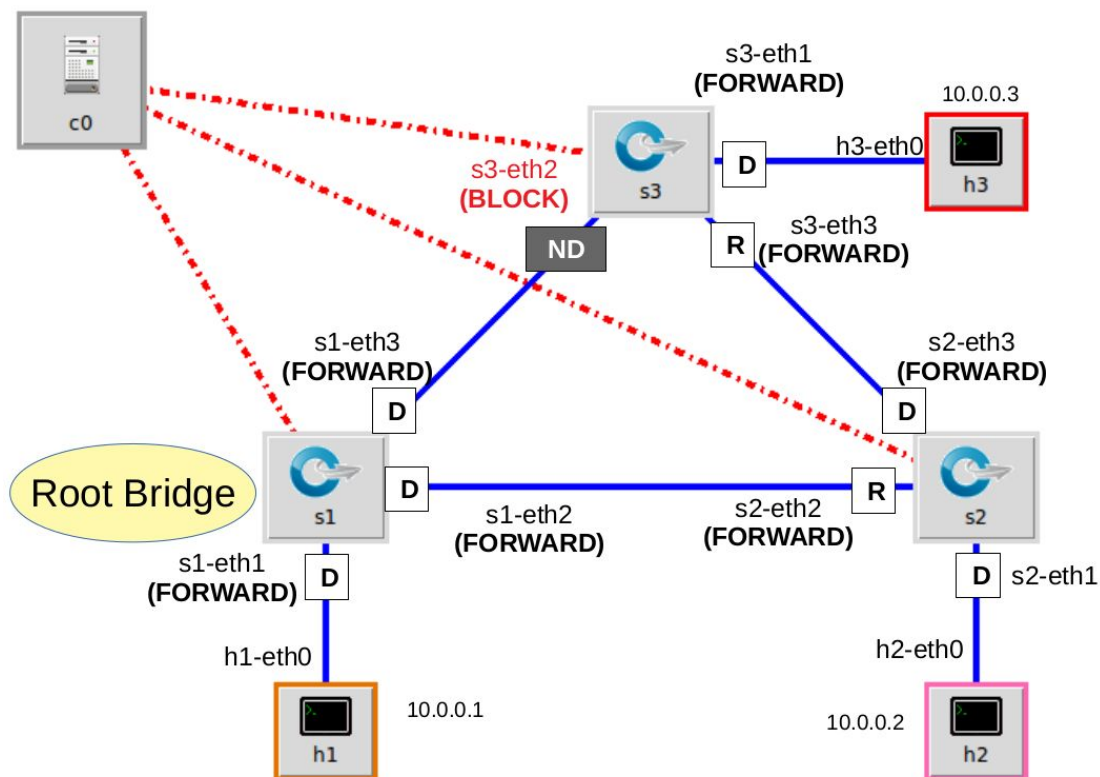 c0
s3-eth1
(FORWARD)
10.0.0.3
s3-eth2
(BLOCK)
s3
D
h3-eth0
h3
ND
R
s3-eth3
(FORWARD)
s1-eth3
(FORWARD)
D
s2-eth3
(FORWARD)
D
Root Bridge
s1
D
s1-eth2
(FORWARD)
s2-eth2
(FORWARD)
R
s2
s1-eth1
(FORWARD)
D
D
s2-eth1
h1-eth0
h2-eth0
h1
10.0.0.1
10.0.0.2
h2